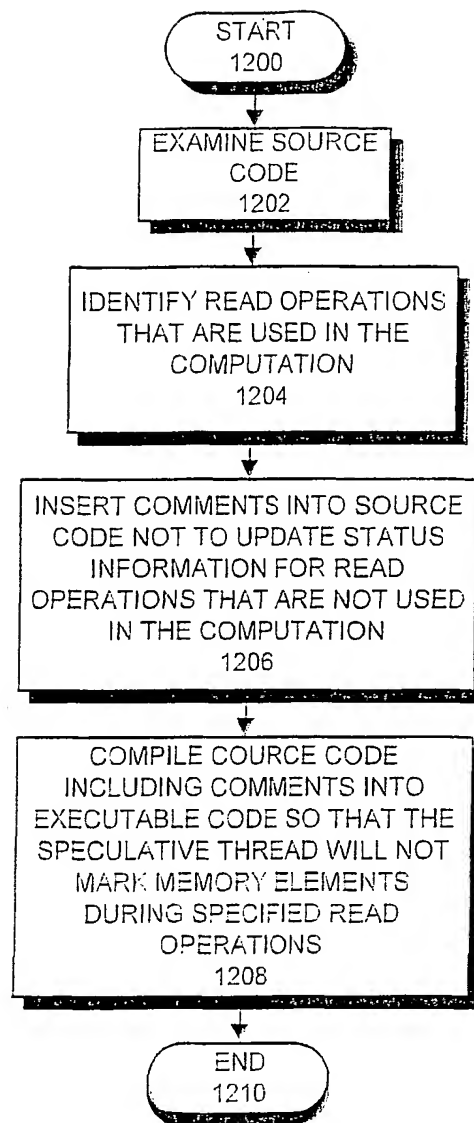 START
1200
EXAMINE SOURCE
CODE
1202
IDENTIFY READ OPERATIONS
THAT ARE USED IN THE
COMPUTATION
1204
INSERT COMMENTS INTO SOURCE
CODE NOT TO UPDATE STATUS
INFORMATION FOR READ
OPERATIONS THAT ARE NOT USED
IN THE COMPUTATION
1206
COMPILE COURCE CODE
INCLUDING COMMENTS INTO
EXECUTABLE CODE SO THAT THE
SPECULATIVE THREAD WILL NOT
MARK MEMORY ELEMENTS
DURING SPECIFIED READ
OPERATIONS
1208
END
1210